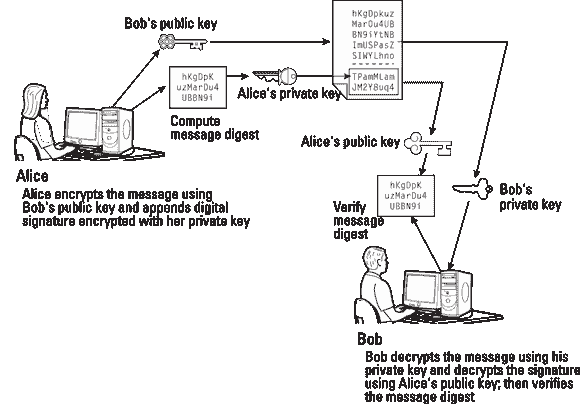 Bob's public key
hKgDpkuz
MarOu4UB
BN9iYtNB
ImUSPasZ
SIWYLhno
TPamMLam
JM2Y8uq4
hKgDpK
uzMarDu4
UBBN9i
Alice's private key
Compute
message digest
Alice's public key
Alice
Alice encrypts the message using
Bob's public key and appends digital
signature encrypted with her private key
Verify
message
digest
hKgDpK
uzMarDu4
UBBN9i
Bob's
private key
Bob
Bob decrypts the message using his
private key and decrypts the signature
using Alice's public key; then verifies
the message digest